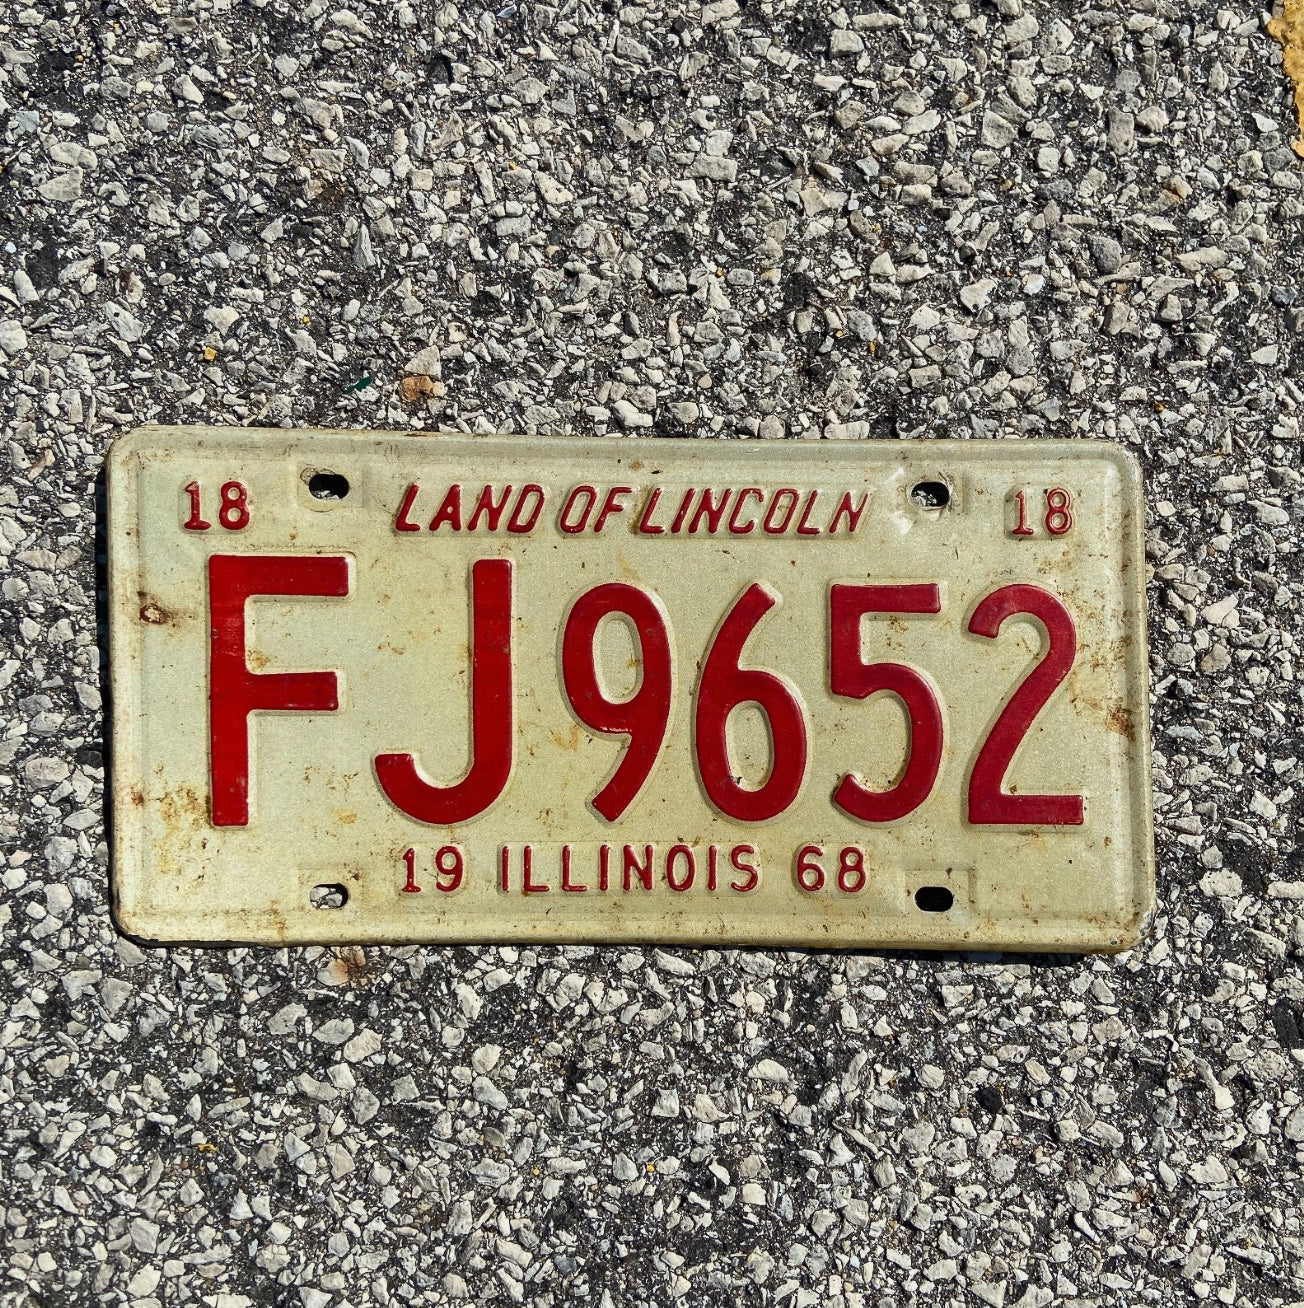 18 LAND OF LINCOLN 18
FJ9652
19 ILLINOIS 68